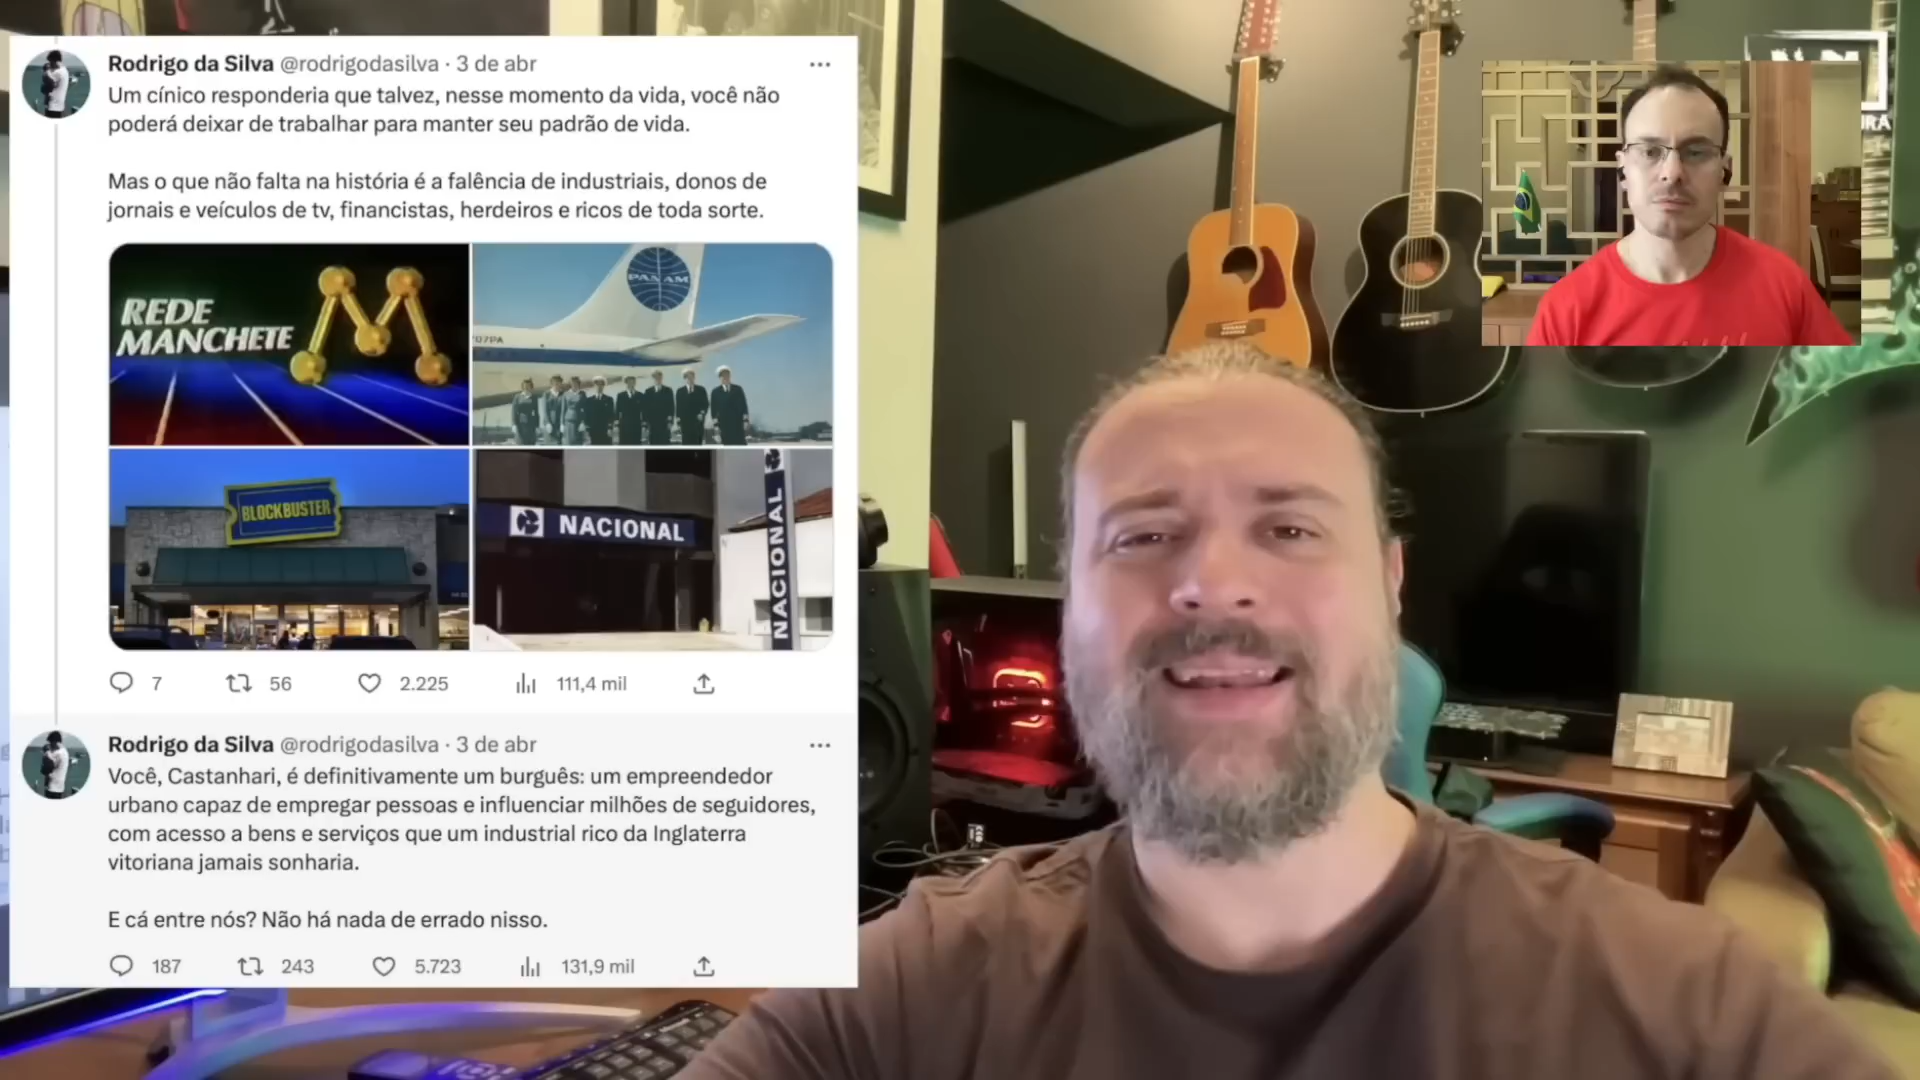 Rodrigo da Silva @rodrigodasilva · 3 de abr
Um cínico responderia que talvez, nesse momento da vida, você não
poderá deixar de trabalhar para manter seu padrão de vida.
Mas o que não falta na história é a falência de industriais, donos de
jornais e veículos de tv, financistas, herdeiros e ricos de toda sorte.
REDE
MANCHETE
PAN AM
07PA
BLOCKBUSTER
NACIONAL
NACIONAL
7 56 2.225 111,4 mil
Rodrigo da Silva @rodrigodasilva · 3 de abr
Você, Castanhari, é definitivamente um burguês: um empreendedor
urbano capaz de empregar pessoas e influenciar milhões de seguidores,
com acesso a bens e serviços que um industrial rico da Inglaterra
vitoriana jamais sonharia.
E cá entre nós? Não há nada de errado nisso.
187 243 5.723 131,9 mil